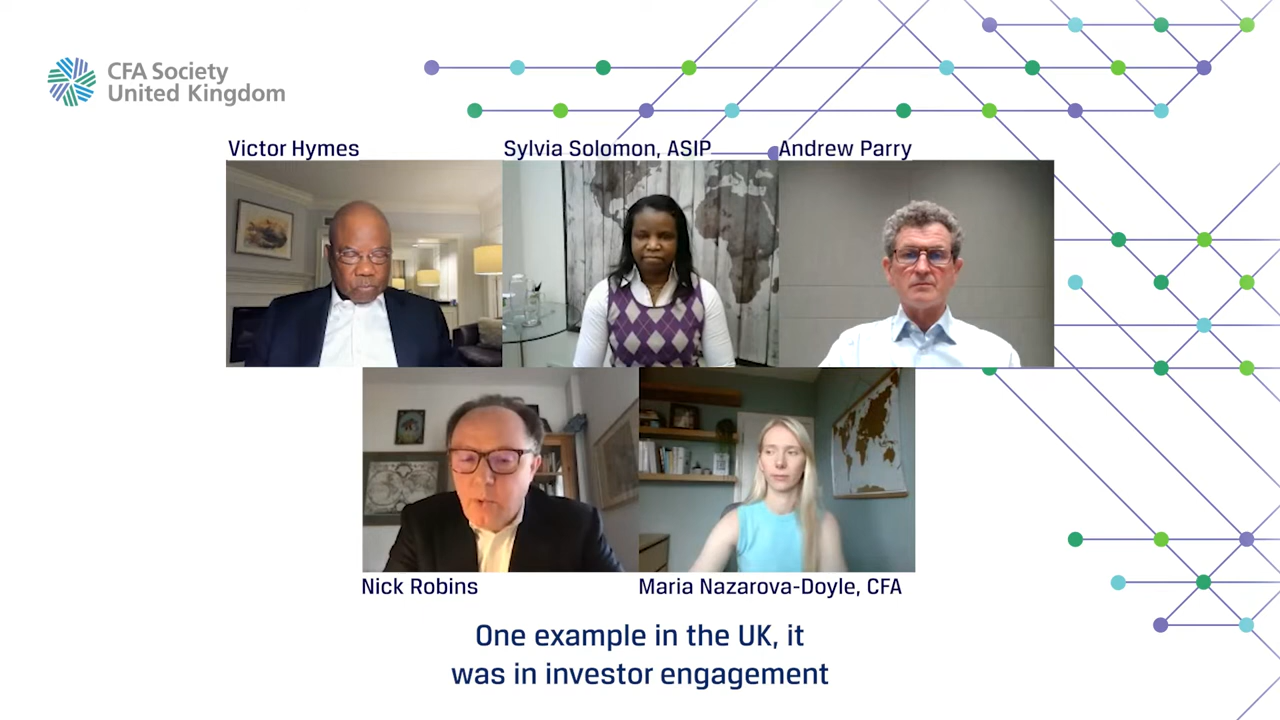 CFA Society
United Kingdom
Victor Hymes
Sylvia Solomon, ASIP
Andrew Parry
Nick Robins
Maria Nazarova-Doyle, CFA
One example in the UK, it
was in investor engagement